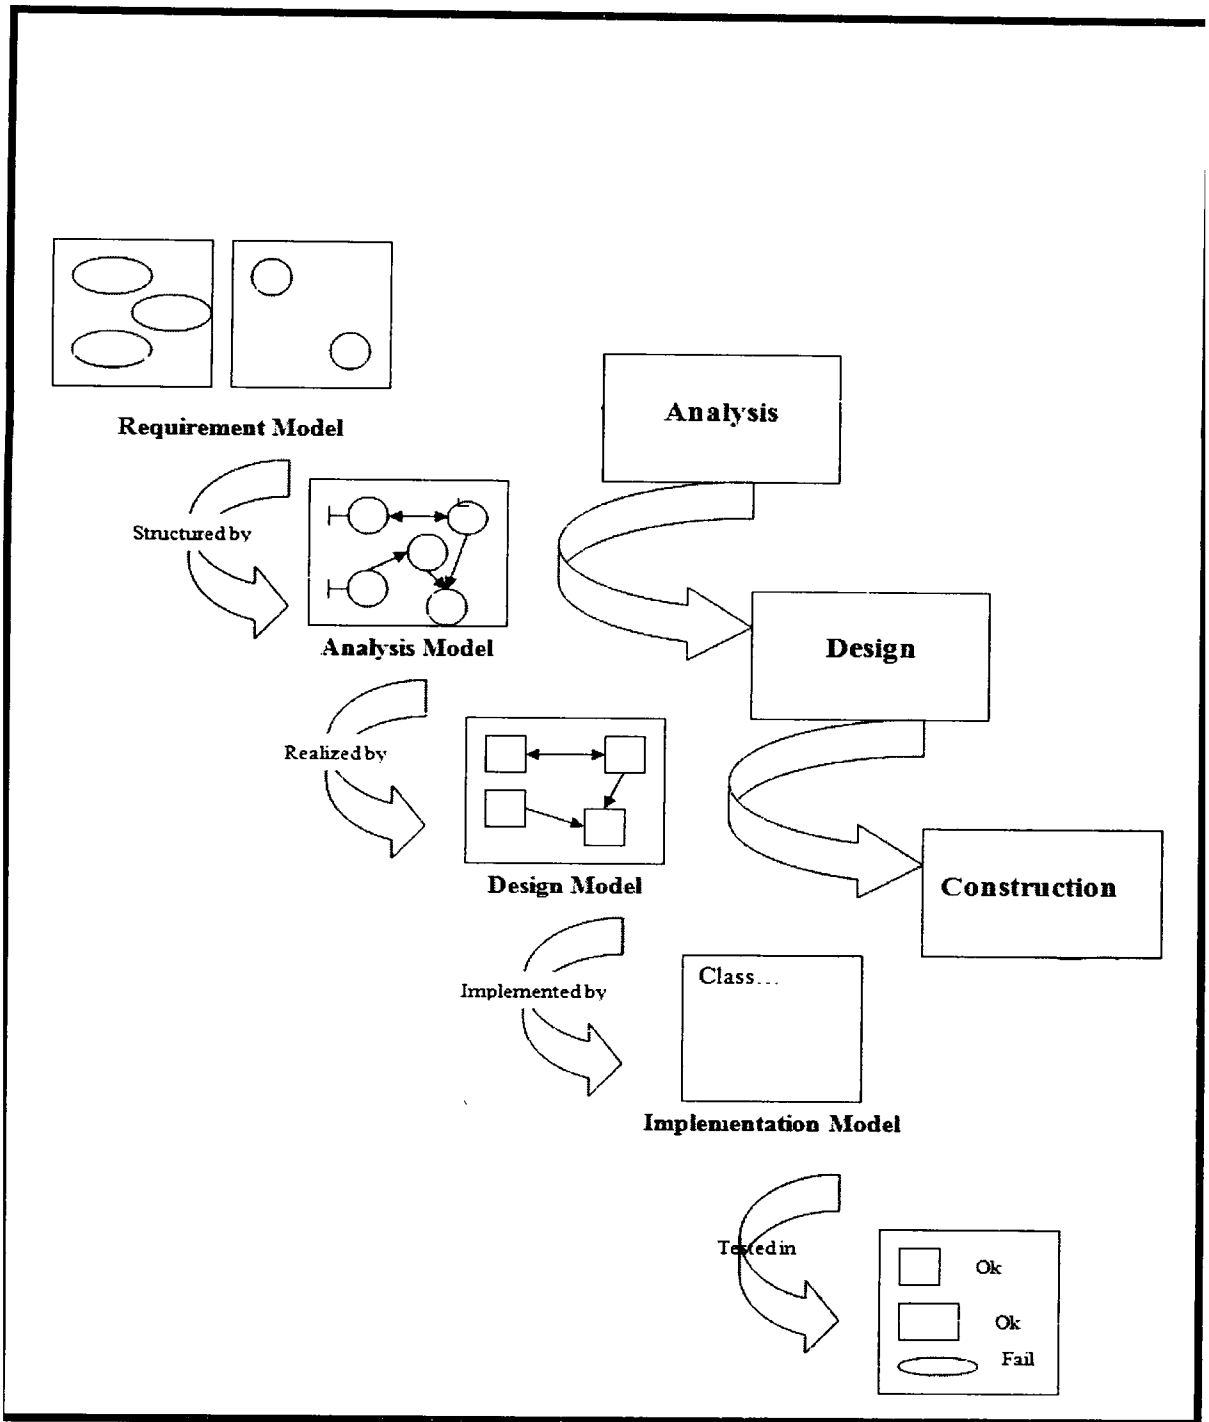 Requirement Model
Analysis
Structured by
Analysis Model
Design
Realized by
Design Model
Construction
Implemented by
Class...
Implementation Model
Tested in
Ok
Ok
Fail